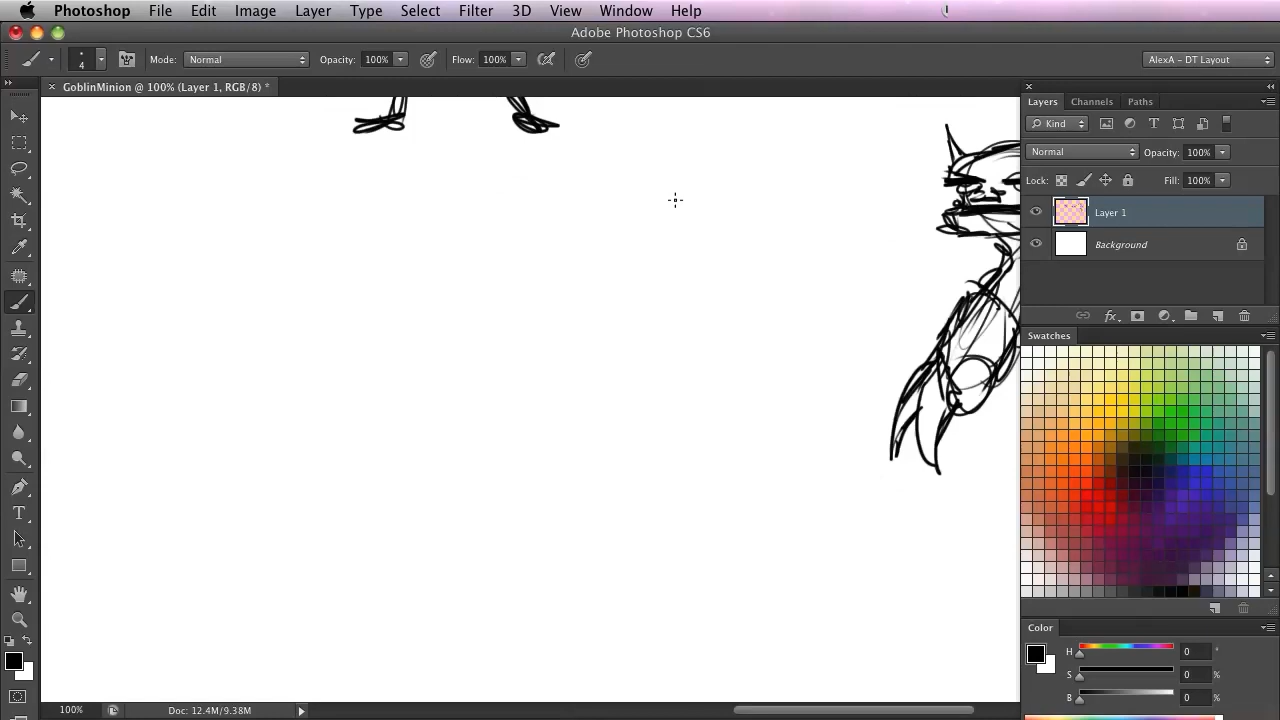 Photoshop File Edit Image Layer Type Select Filter 3D View Window Help
Adobe Photoshop CS6
4 Mode: Normal Opacity: 100% Flow: 100% AlexA - DT Layout
GoblinMinion @ 100% (Layer 1, RGB/8) *
Layers Channels Paths
Kind
Normal Opacity: 100%
Lock: Fill: 100%
Layer 1
Background
fx
Swatches
Color
H 0 °
S 0 %
B 0 %
100% Doc: 12.4M/9.38M